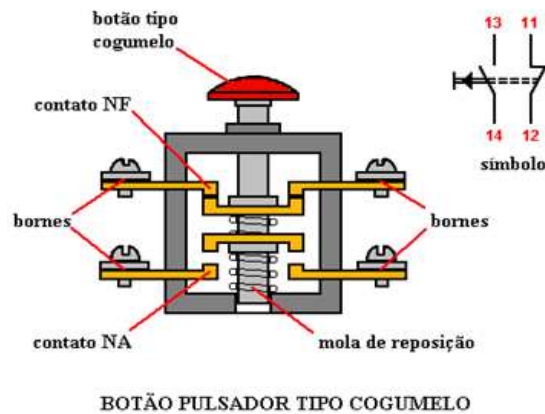 botão tipo
cogumelo
13 11
contato NF
14 12
símbolo
bornes
bornes
contato NA
mola de reposição
BOTÃO PULSADOR TIPO COGUMELO